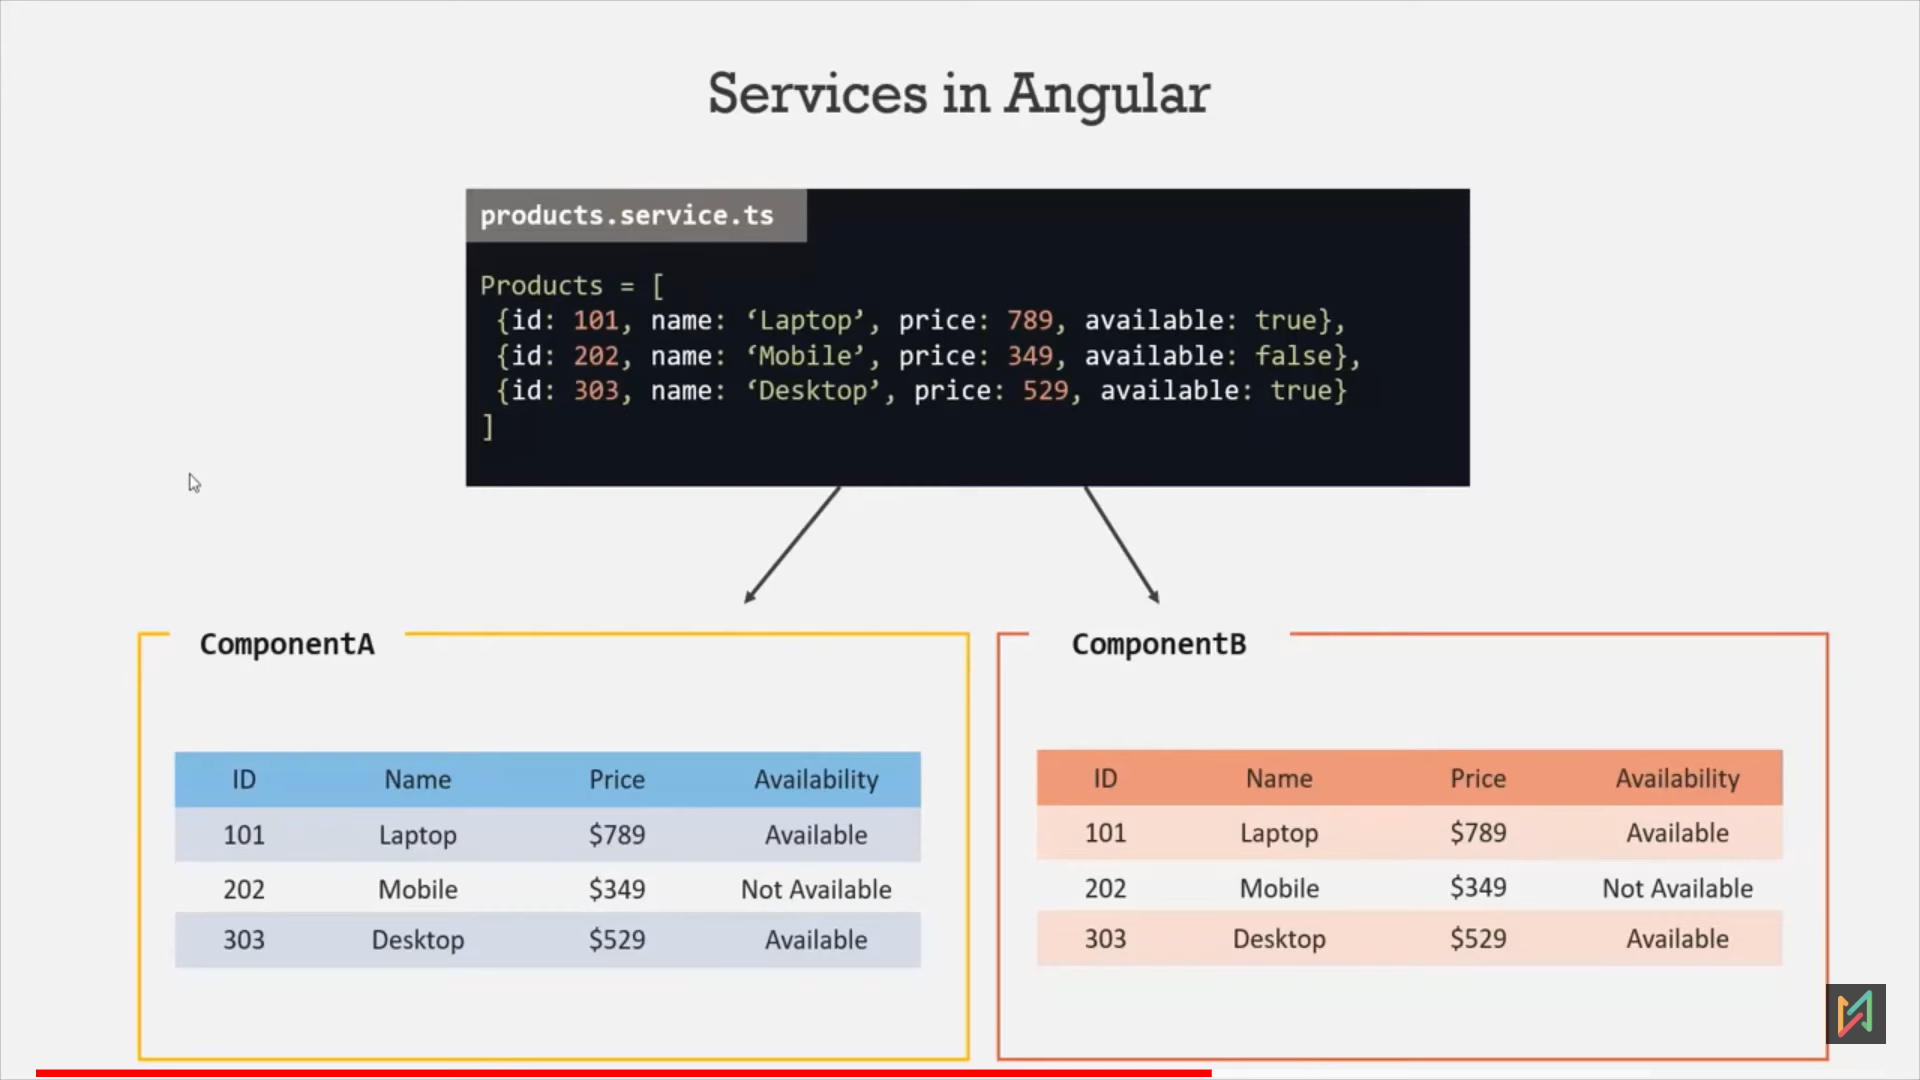 Services in Angular
products.service.ts
Products = [
{id: 101, name: ‘Laptop’, price: 789, available: true},
{id: 202, name: ‘Mobile’, price: 349, available: false},
{id: 303, name: ‘Desktop’, price: 529, available: true}
]
ComponentA
ID Name Price Availability
101 Laptop $789 Available
202 Mobile $349 Not Available
303 Desktop $529 Available
ComponentB
ID Name Price Availability
101 Laptop $789 Available
202 Mobile $349 Not Available
303 Desktop $529 Available